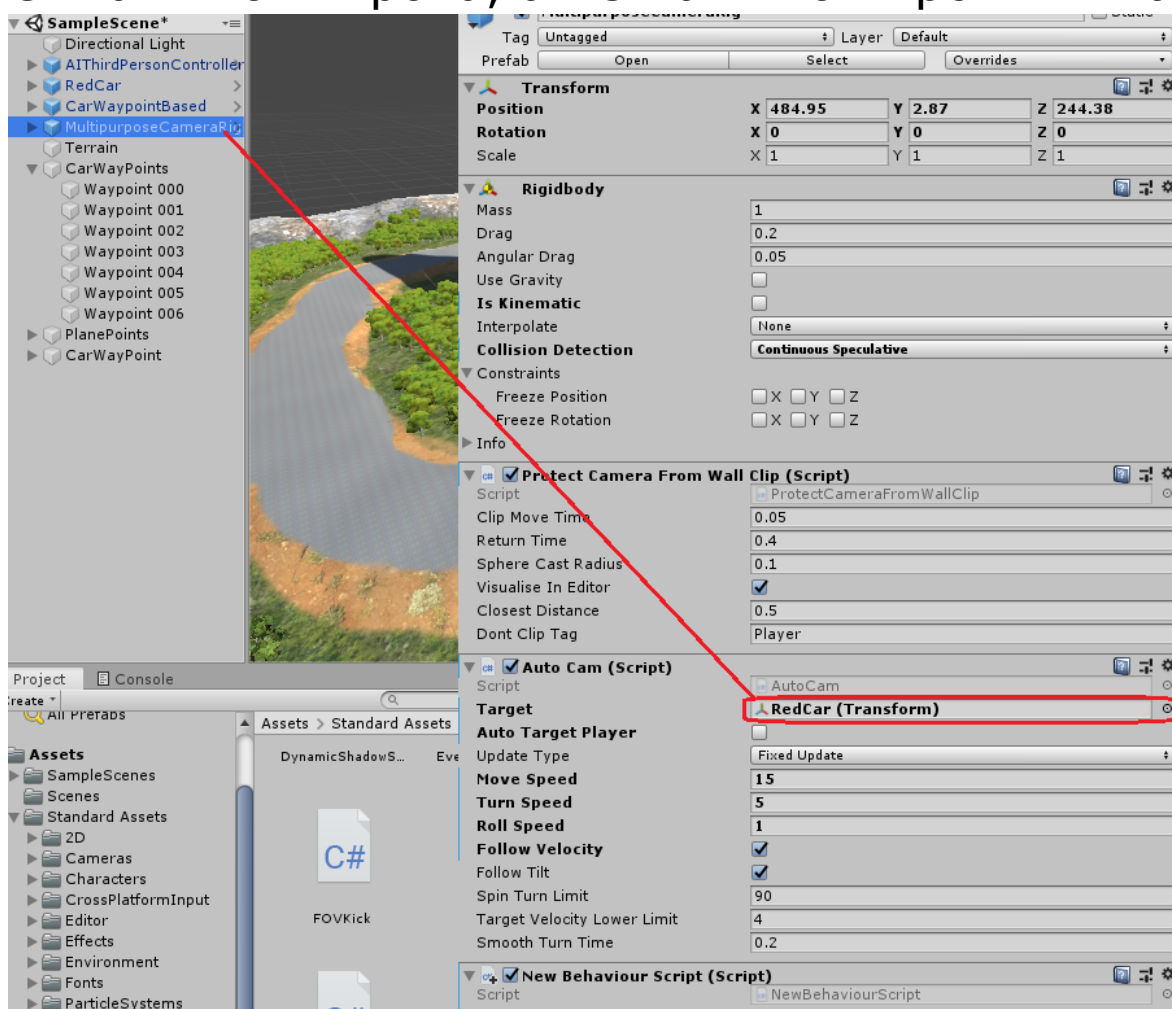 SampleScene*
Directional Light
AIThirdPersonController
RedCar
CarWaypointBased
MultipurposeCameraRig
Terrain
CarWayPoints
Waypoint 000
Waypoint 001
Waypoint 002
Waypoint 003
Waypoint 004
Waypoint 005
Waypoint 006
PlanePoints
CarWayPoint
Project
Console
Create
All Prefabs
Assets
SampleScenes
Scenes
Standard Assets
2D
Cameras
Characters
CrossPlatformInput
Editor
Effects
Environment
Fonts
ParticleSystems
Assets > Standard Assets
DynamicShadowS... Eve
C#
FOVKick
MultipurposeCameraRig Static
Tag Untagged Layer Default
Prefab Open Select Overrides
Transform
Position X 484.95 Y 2.87 Z 244.38
Rotation X 0 Y 0 Z 0
Scale X 1 Y 1 Z 1
Rigidbody
Mass 1
Drag 0.2
Angular Drag 0.05
Use Gravity
Is Kinematic
Interpolate None
Collision Detection Continuous Speculative
Constraints
Freeze Position X Y Z
Freeze Rotation X Y Z
Info
Protect Camera From Wall Clip (Script)
Script ProtectCameraFromWallClip
Clip Move Time 0.05
Return Time 0.4
Sphere Cast Radius 0.1
Visualise In Editor
Closest Distance 0.5
Dont Clip Tag Player
Auto Cam (Script)
Script AutoCam
Target RedCar (Transform)
Auto Target Player
Update Type Fixed Update
Move Speed 15
Turn Speed 5
Roll Speed 1
Follow Velocity
Follow Tilt
Spin Turn Limit 90
Target Velocity Lower Limit 4
Smooth Turn Time 0.2
New Behaviour Script (Script)
Script NewBehaviourScript